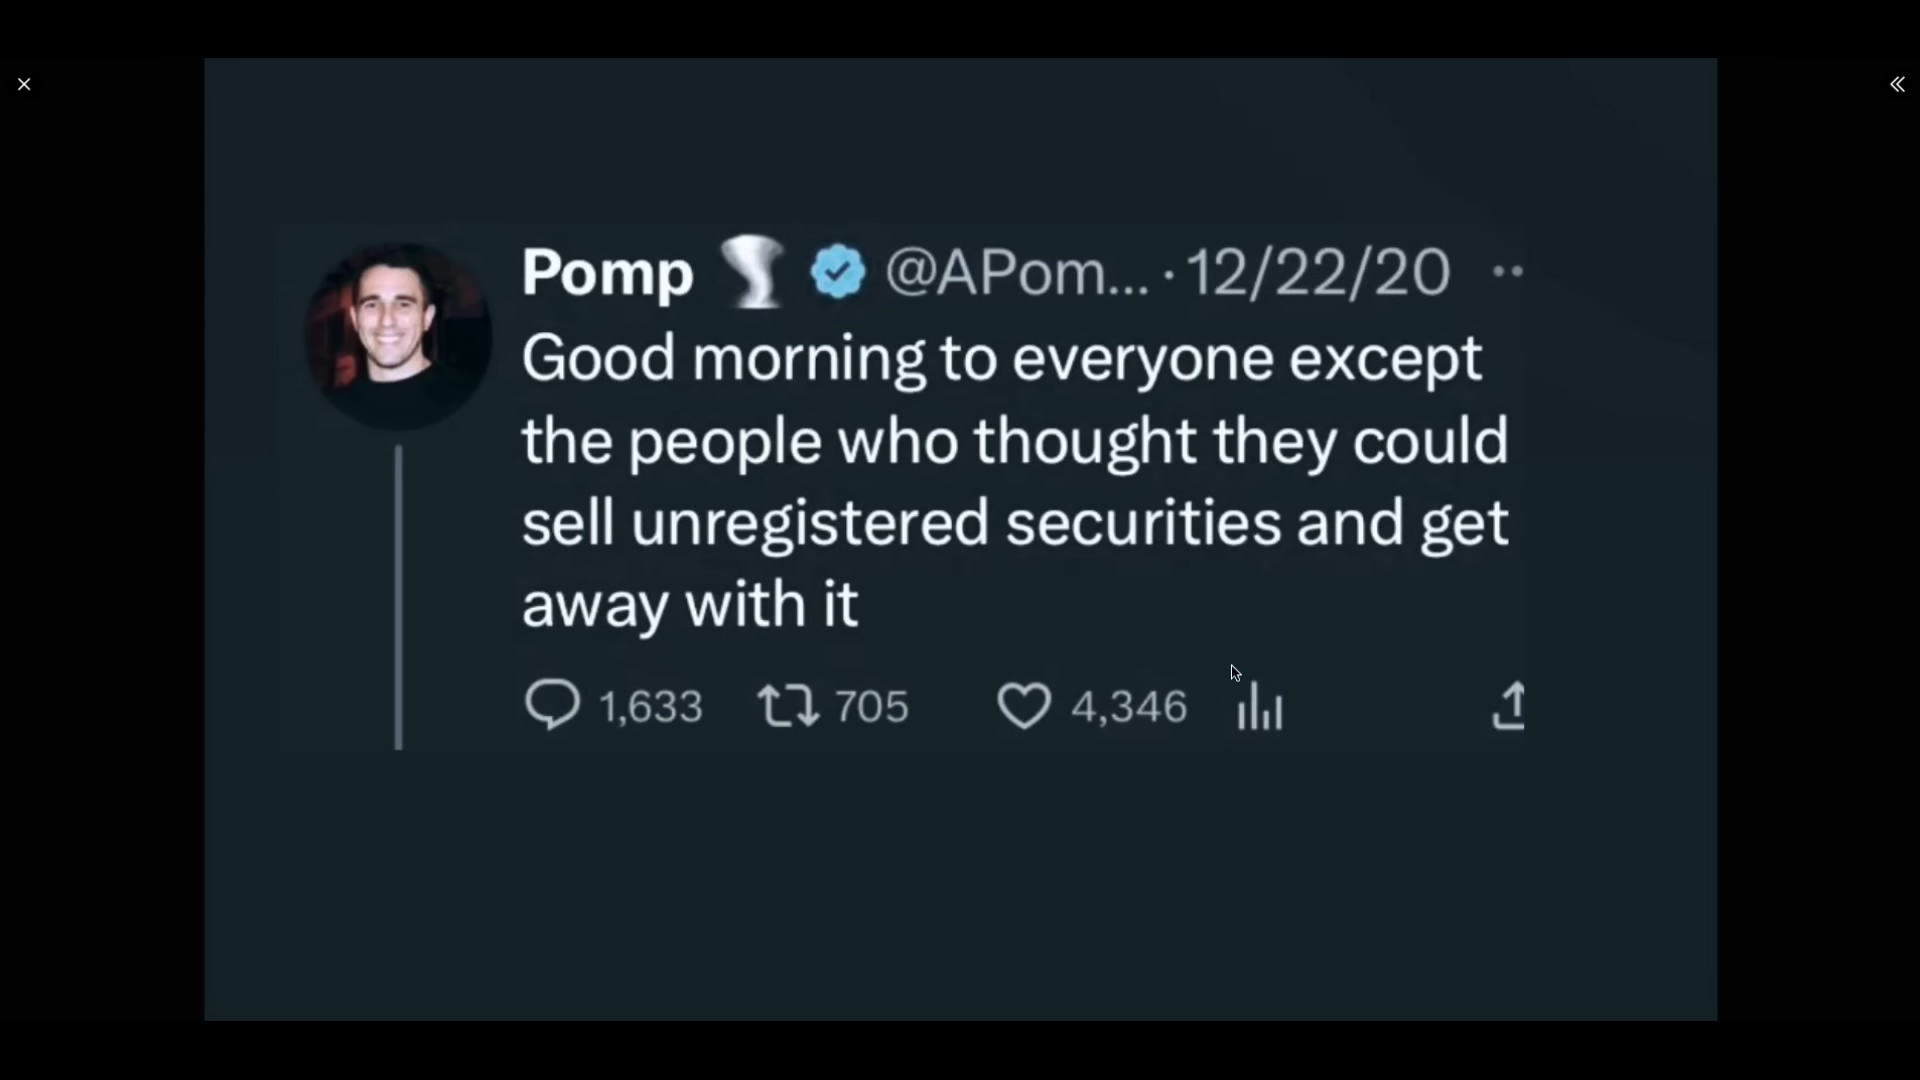 Pomp @APom... · 12/22/20
Good morning to everyone except
the people who thought they could
sell unregistered securities and get
away with it
1,633 705 4,346